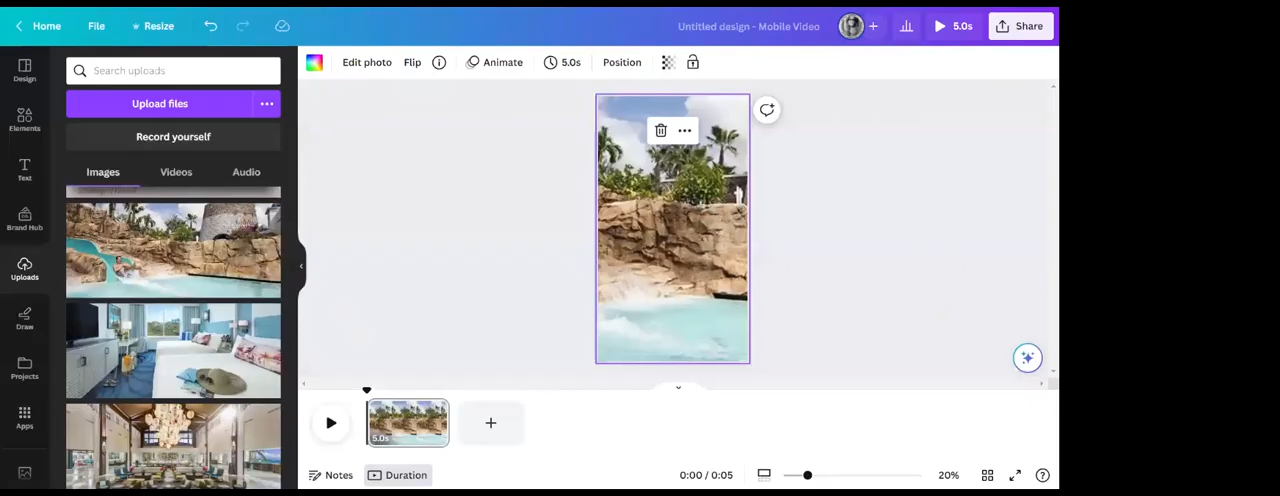 Home File Resize Untitled design - Mobile Video 5.0s Share
Search uploads
Upload files
Record yourself
Images Videos Audio
Design
Elements
Text
Brand Hub
Uploads
Draw
Projects
Apps
Edit photo Flip Animate 5.0s Position
5.0s
Notes Duration 0:00 / 0:05 20%